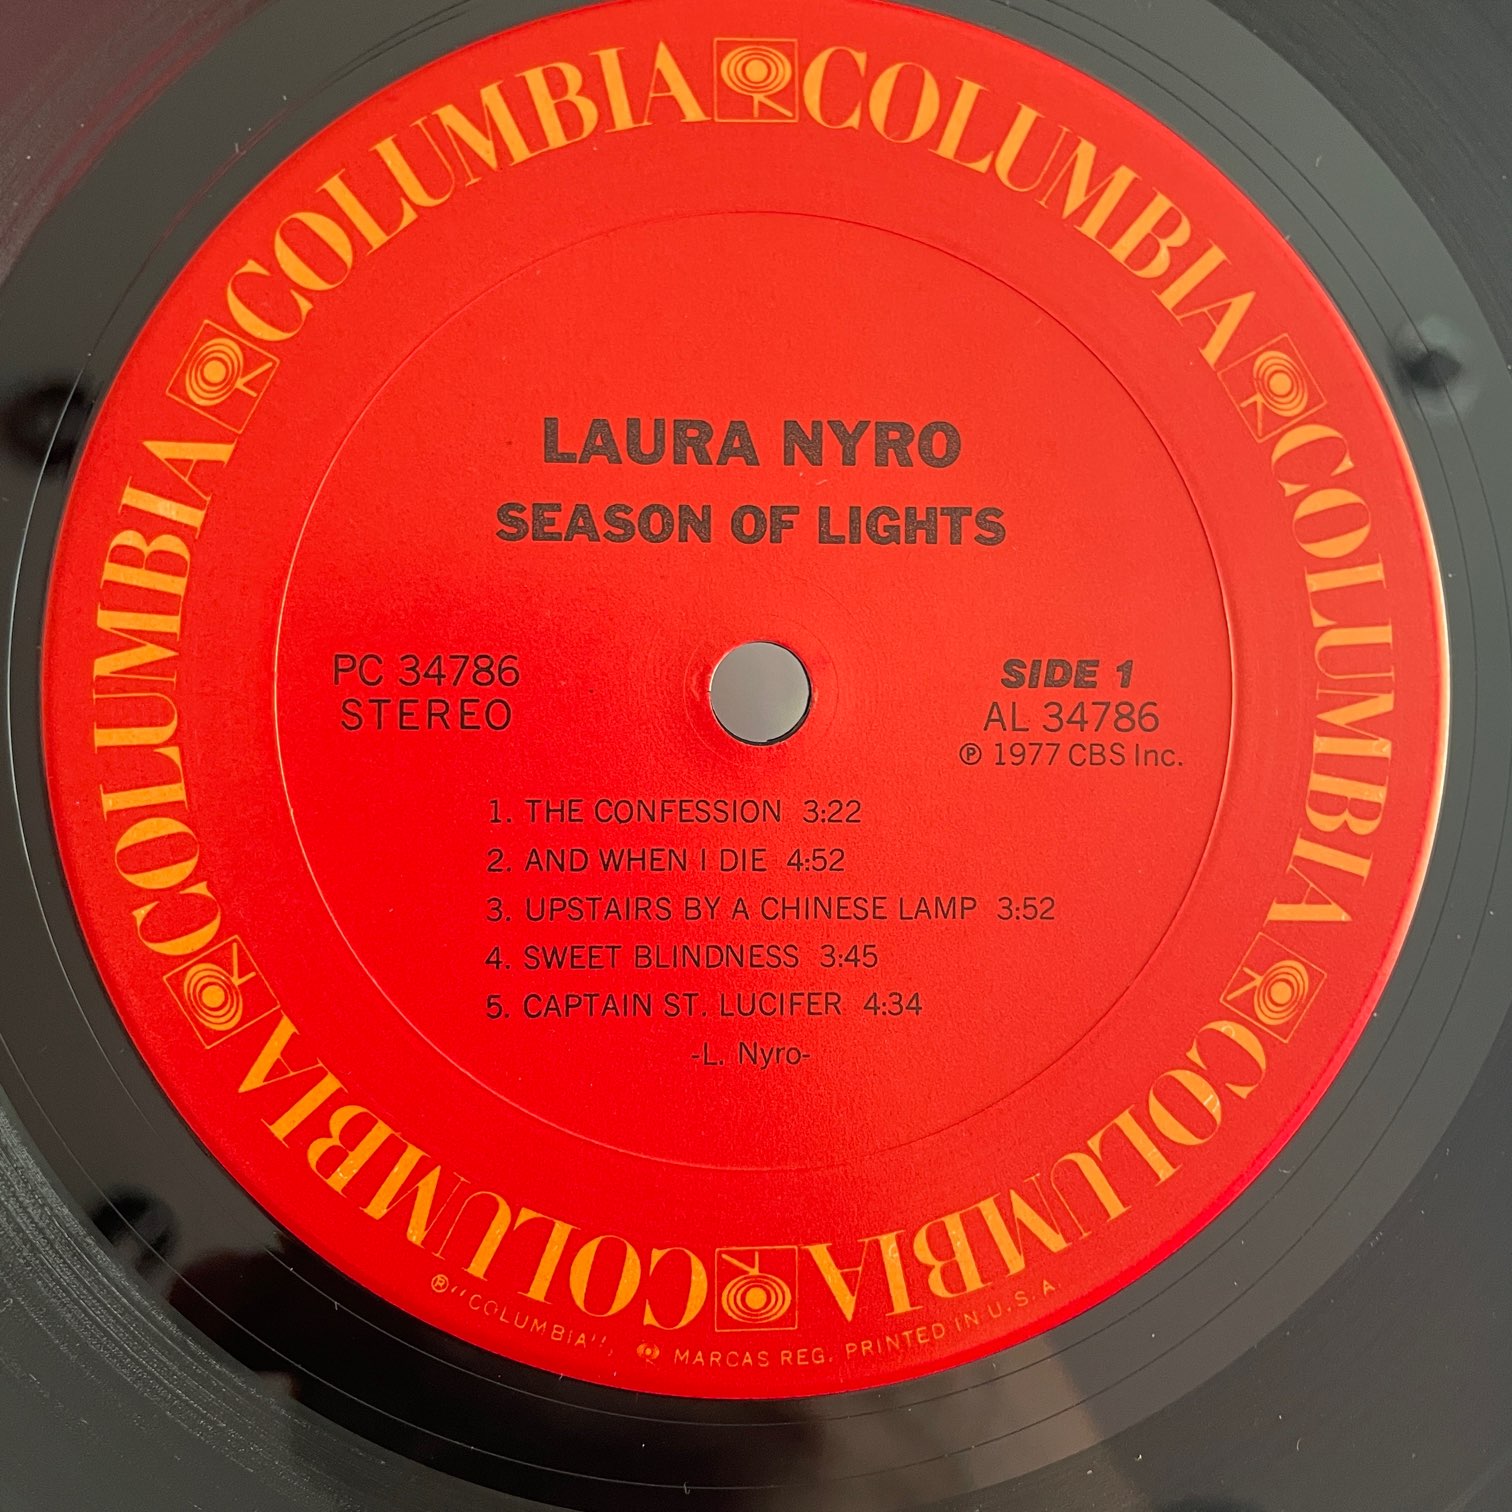 COLUMBIA COLUMBIA COLUMBIA COLUMBIA COLUMBIA COLUMBIA
LAURA NYRO
SEASON OF LIGHTS
PC 34786
STEREO
SIDE 1
AL 34786
℗ 1977 CBS Inc.
1. THE CONFESSION 3:22
2. AND WHEN I DIE 4:52
3. UPSTAIRS BY A CHINESE LAMP 3:52
4. SWEET BLINDNESS 3:45
5. CAPTAIN ST. LUCIFER 4:34
-L. Nyro-
® "COLUMBIA", MARCAS REG. PRINTED IN U.S.A